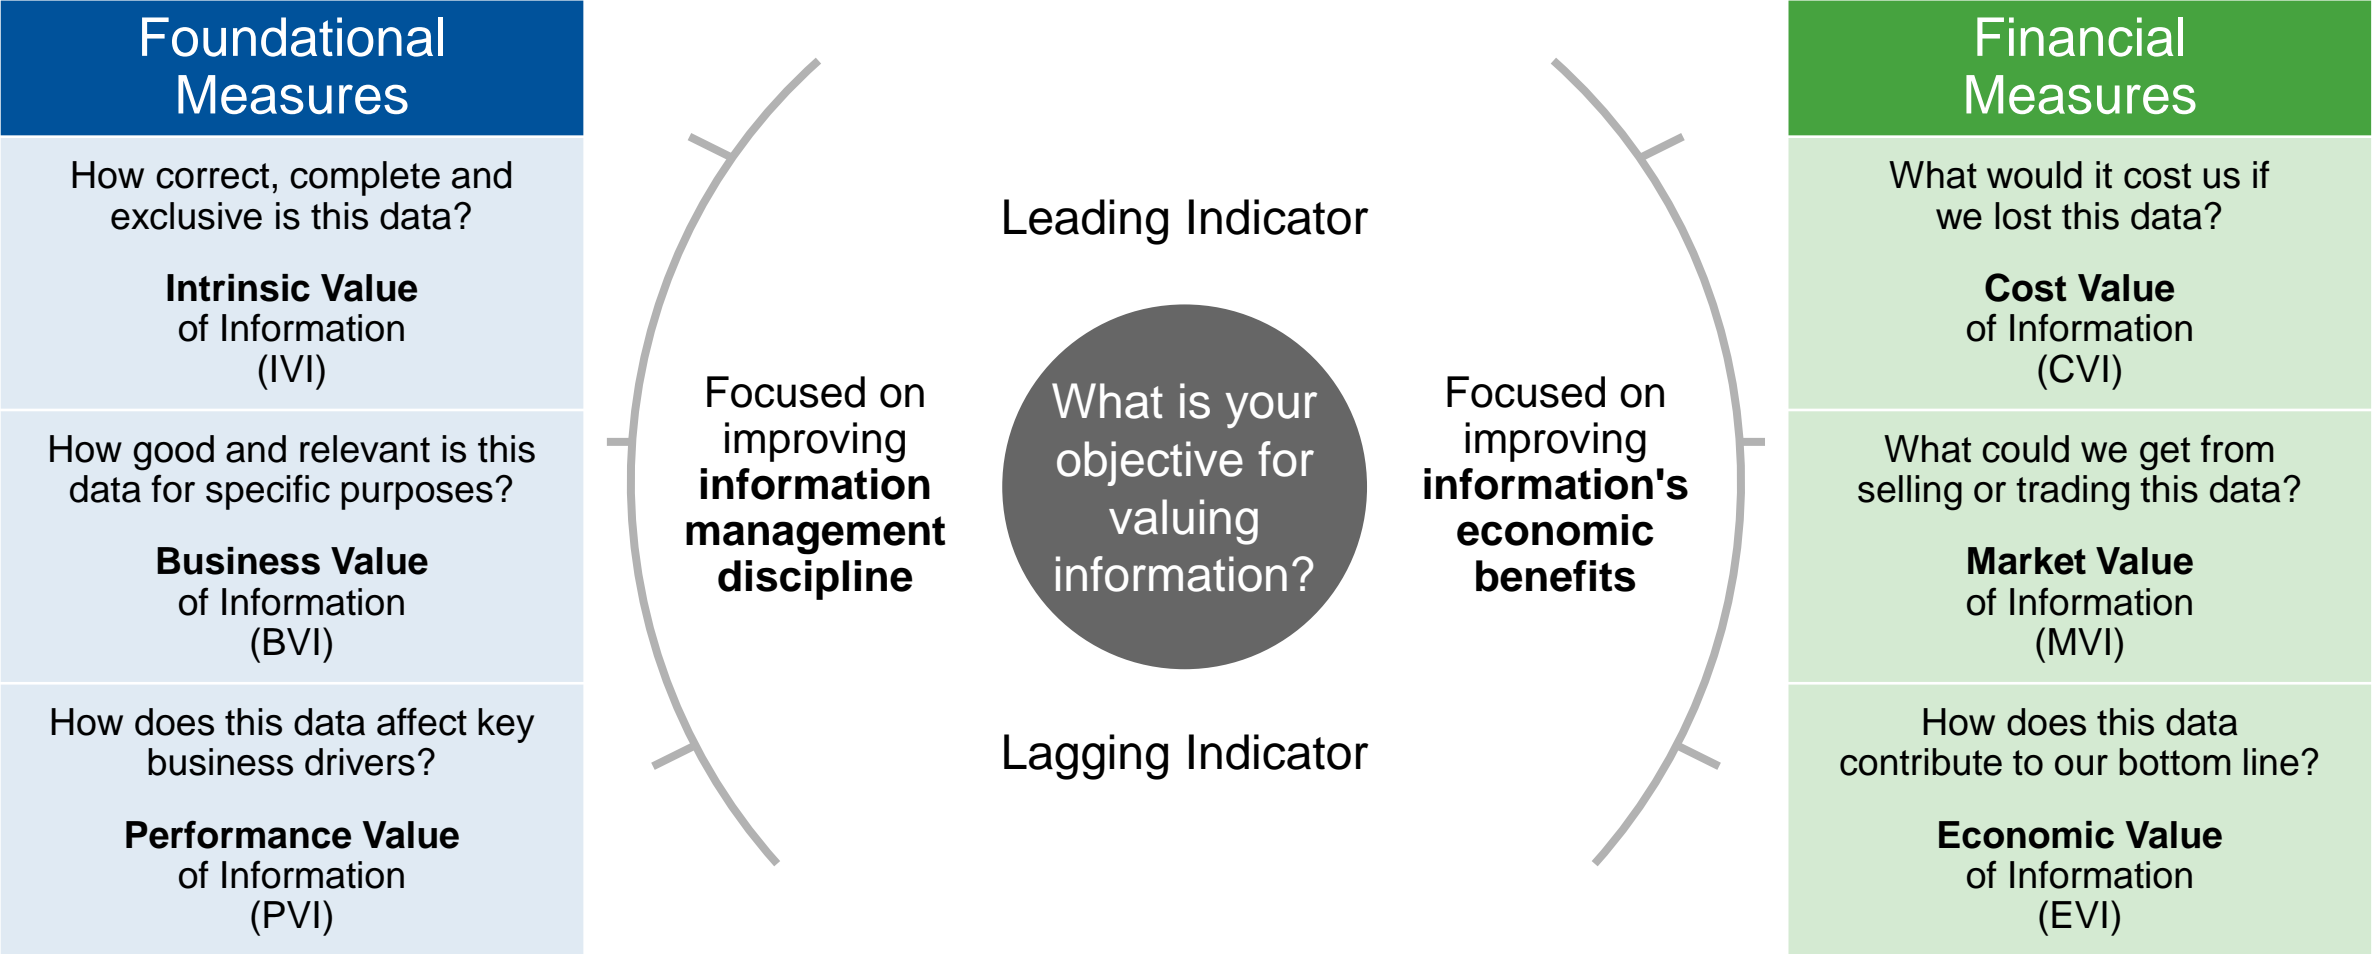 Foundational
Measures
How correct, complete and
exclusive is this data?
Intrinsic Value
of Information
(IVI)
How good and relevant is this
data for specific purposes?
Business Value
of Information
(BVI)
How does this data affect key
business drivers?
Performance Value
of Information
(PVI)
Leading Indicator
Focused on
improving
information
management
discipline
What is your
objective for
valuing
information?
Focused on
improving
information's
economic
benefits
Lagging Indicator
Financial
Measures
What would it cost us if
we lost this data?
Cost Value
of Information
(CVI)
What could we get from
selling or trading this data?
Market Value
of Information
(MVI)
How does this data
contribute to our bottom line?
Economic Value
of Information
(EVI)